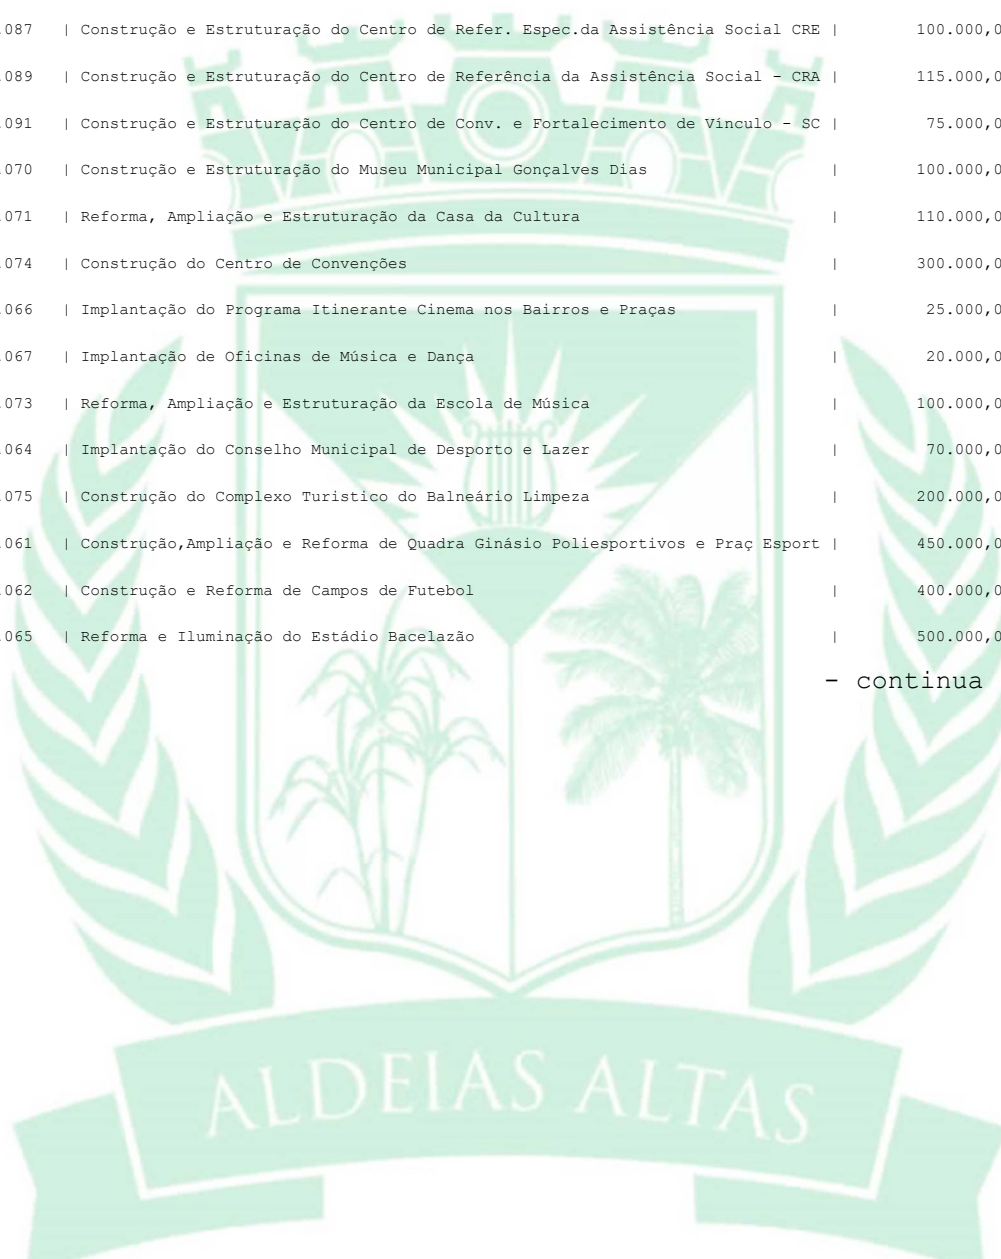 .087 | Construção e Estruturação do Centro de Refer. Espec.da Assistência Social CRE | 100.000,0
.089 | Construção e Estruturação do Centro de Referência da Assistência Social - CRA | 115.000,0
.091 | Construção e Estruturação do Centro de Conv. e Fortalecimento de Vínculo - SC | 75.000,0
.070 | Construção e Estruturação do Museu Municipal Gonçalves Dias | 100.000,0
.071 | Reforma, Ampliação e Estruturação da Casa da Cultura | 110.000,0
.074 | Construção do Centro de Convenções | 300.000,0
.066 | Implantação do Programa Itinerante Cinema nos Bairros e Praças | 25.000,0
.067 | Implantação de Oficinas de Música e Dança | 20.000,0
.073 | Reforma, Ampliação e Estruturação da Escola de Música | 100.000,0
.064 | Implantação do Conselho Municipal de Desporto e Lazer | 70.000,0
.075 | Construção do Complexo Turistico do Balneário Limpeza | 200.000,0
.061 | Construção,Ampliação e Reforma de Quadra Ginásio Poliesportivos e Praç Esport | 450.000,0
.062 | Construção e Reforma de Campos de Futebol | 400.000,0
.065 | Reforma e Iluminação do Estádio Bacelazão | 500.000,0
- continua
ALDEIAS ALTAS